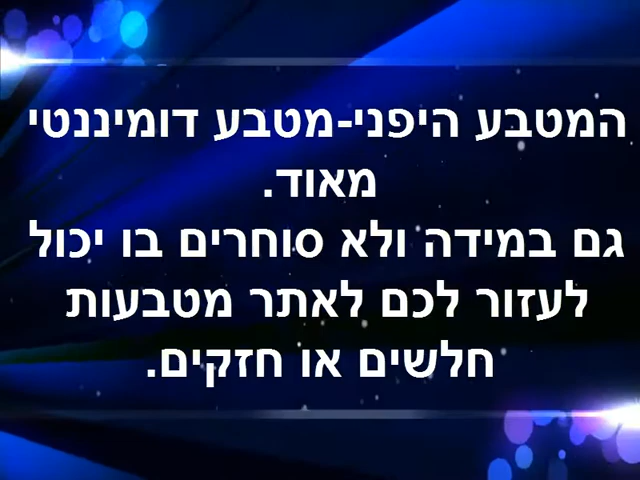 המטבע היפני-מטבע דומיננטי
מאוד.
גם במידה ולא סוחרים בו יכול
לעזור לכם לאתר מטבעות
חלשים או חזקים.